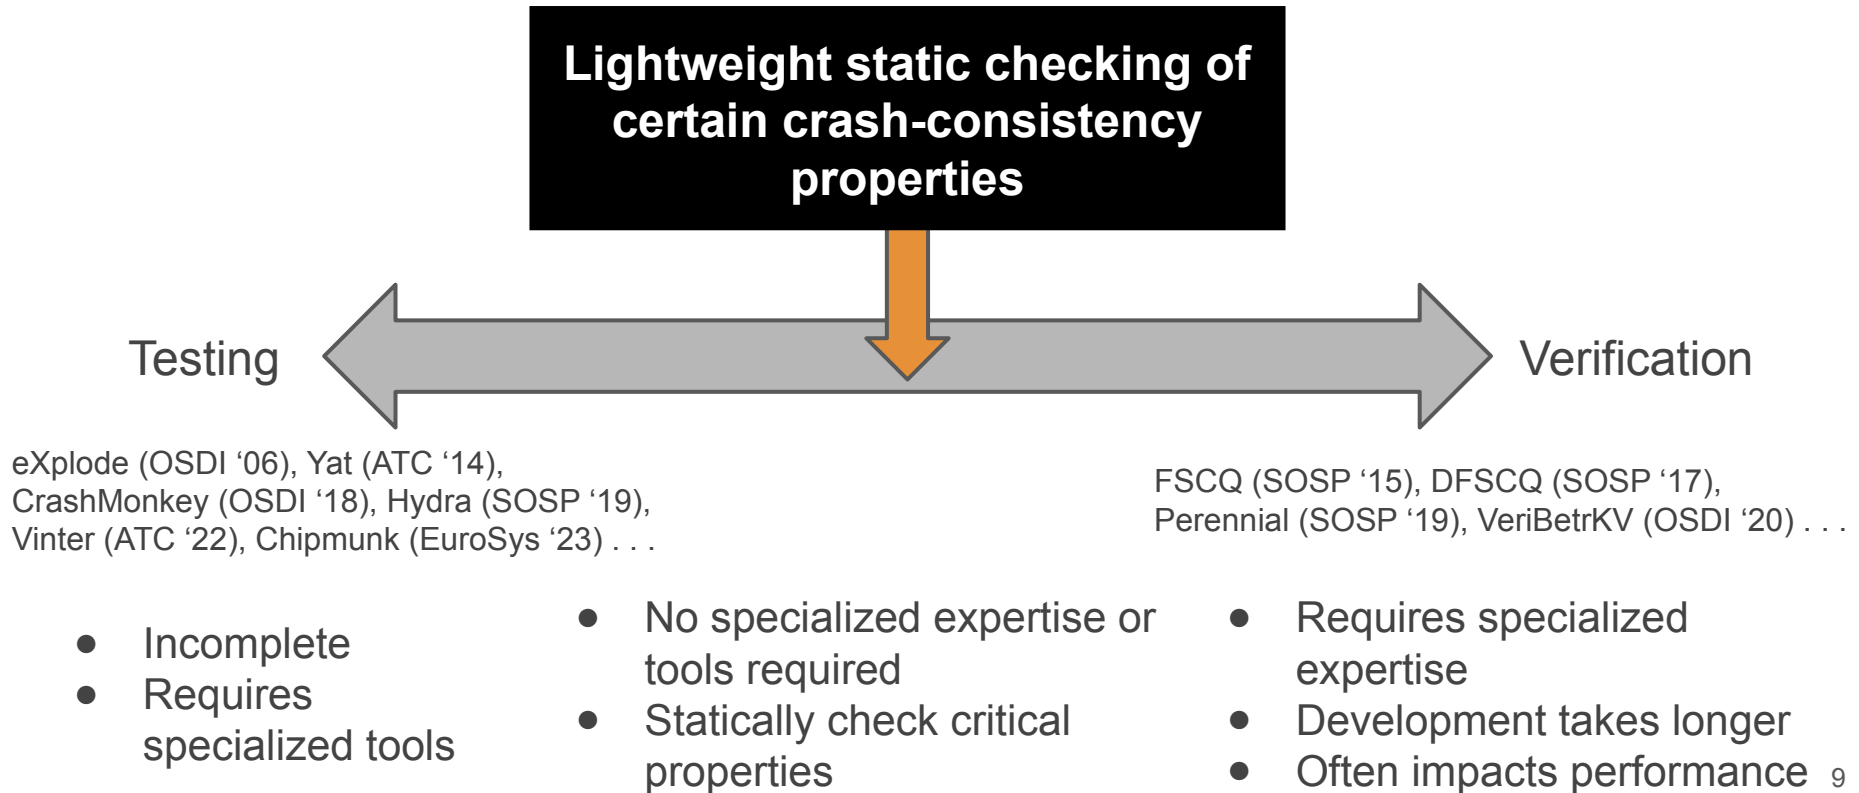 Lightweight static checking of
certain crash-consistency
properties
Testing
Verification
eXplode (OSDI ‘06), Yat (ATC ‘14),
CrashMonkey (OSDI ‘18), Hydra (SOSP ‘19),
Vinter (ATC ‘22), Chipmunk (EuroSys ‘23) . . .
FSCQ (SOSP ‘15), DFSCQ (SOSP ‘17),
Perennial (SOSP ‘19), VeriBetrKV (OSDI ‘20) . . .
● Incomplete
● Requires
specialized tools
● No specialized expertise or
tools required
● Statically check critical
properties
● Requires specialized
expertise
● Development takes longer
● Often impacts performance
9